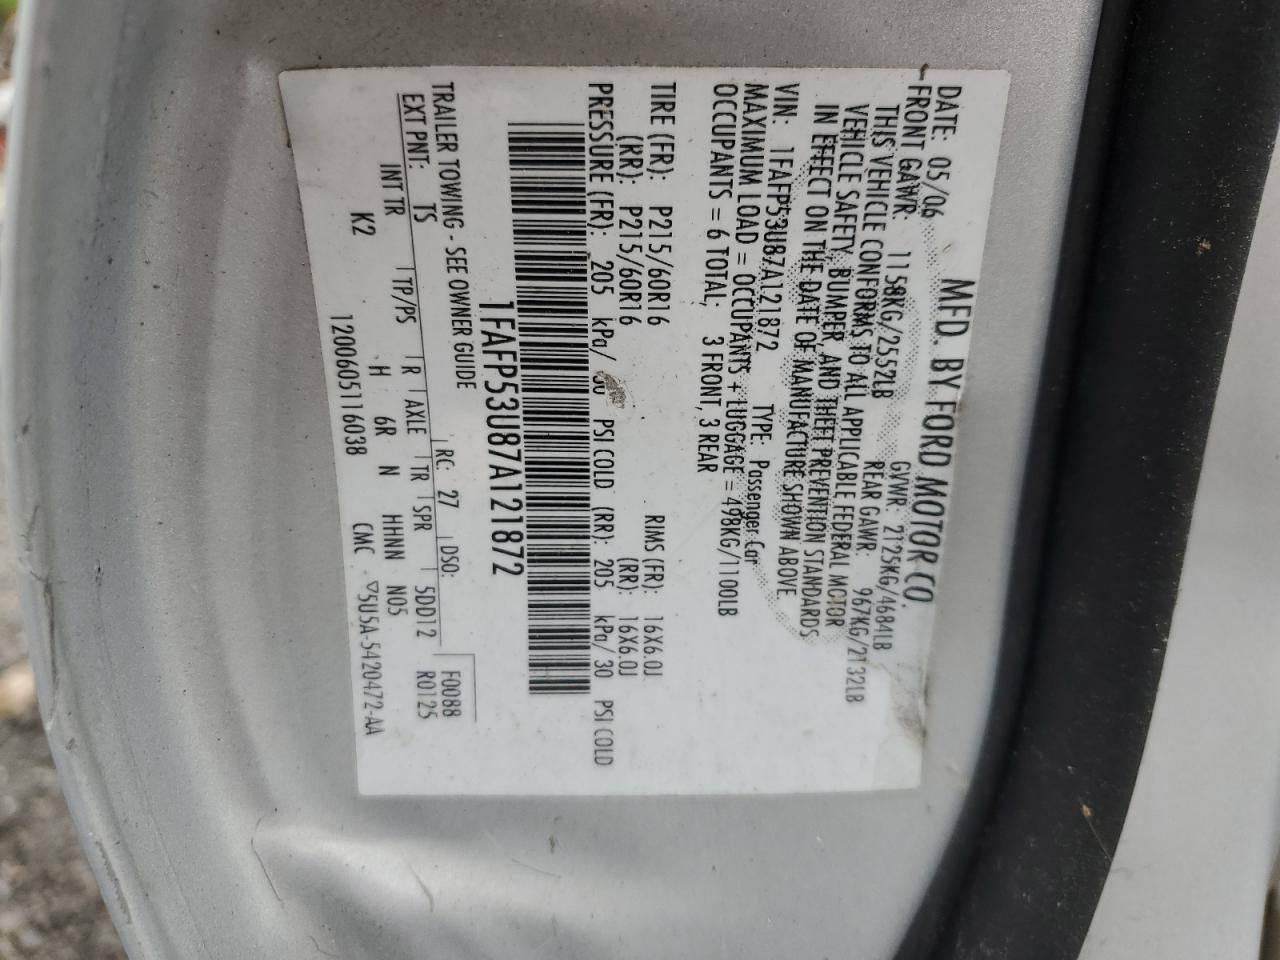 MFD. BY FORD MOTOR CO.
DATE: 05/06 GVWR: 2125KG/4684LB
FRONT GAWR: 1158KG/2552LB REAR GAWR: 967KG/2132LB
THIS VEHICLE CONFORMS TO ALL APPLICABLE FEDERAL MOTOR
VEHICLE SAFETY, BUMPER, AND THEFT PREVENTION STANDARDS
IN EFFECT ON THE DATE OF MANUFACTURE SHOWN ABOVE.
VIN: 1FAFP53U87A121872 TYPE: Passenger Car
MAXIMUM LOAD = OCCUPANTS + LUGGAGE = 498KG/1100LB
OCCUPANTS = 6 TOTAL; 3 FRONT, 3 REAR
TIRE (FR): P215/60R16 RIMS (FR): 16X6.0J
(RR): P215/60R16 (RR): 16X6.0J
PRESSURE (FR): 205 kPa/ 30 PSI COLD (RR): 205 kPa/ 30 PSI COLD
1FAFP53U87A121872
TRAILER TOWING - SEE OWNER GUIDE RC: 27 DSO: F0088
EXT PNT: TS R0125
INT TR TP/PS R AXLE TR SPR 5DD12
K2 H 6R N HHNN N05
1200605116038 CMC ▽5U5A-5420472-AA